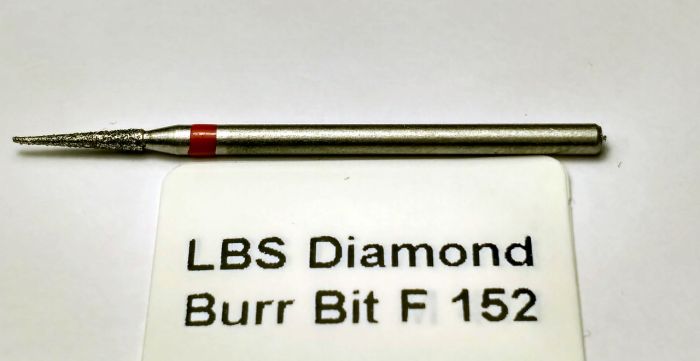 LBS Diamond
Burr Bit F 152